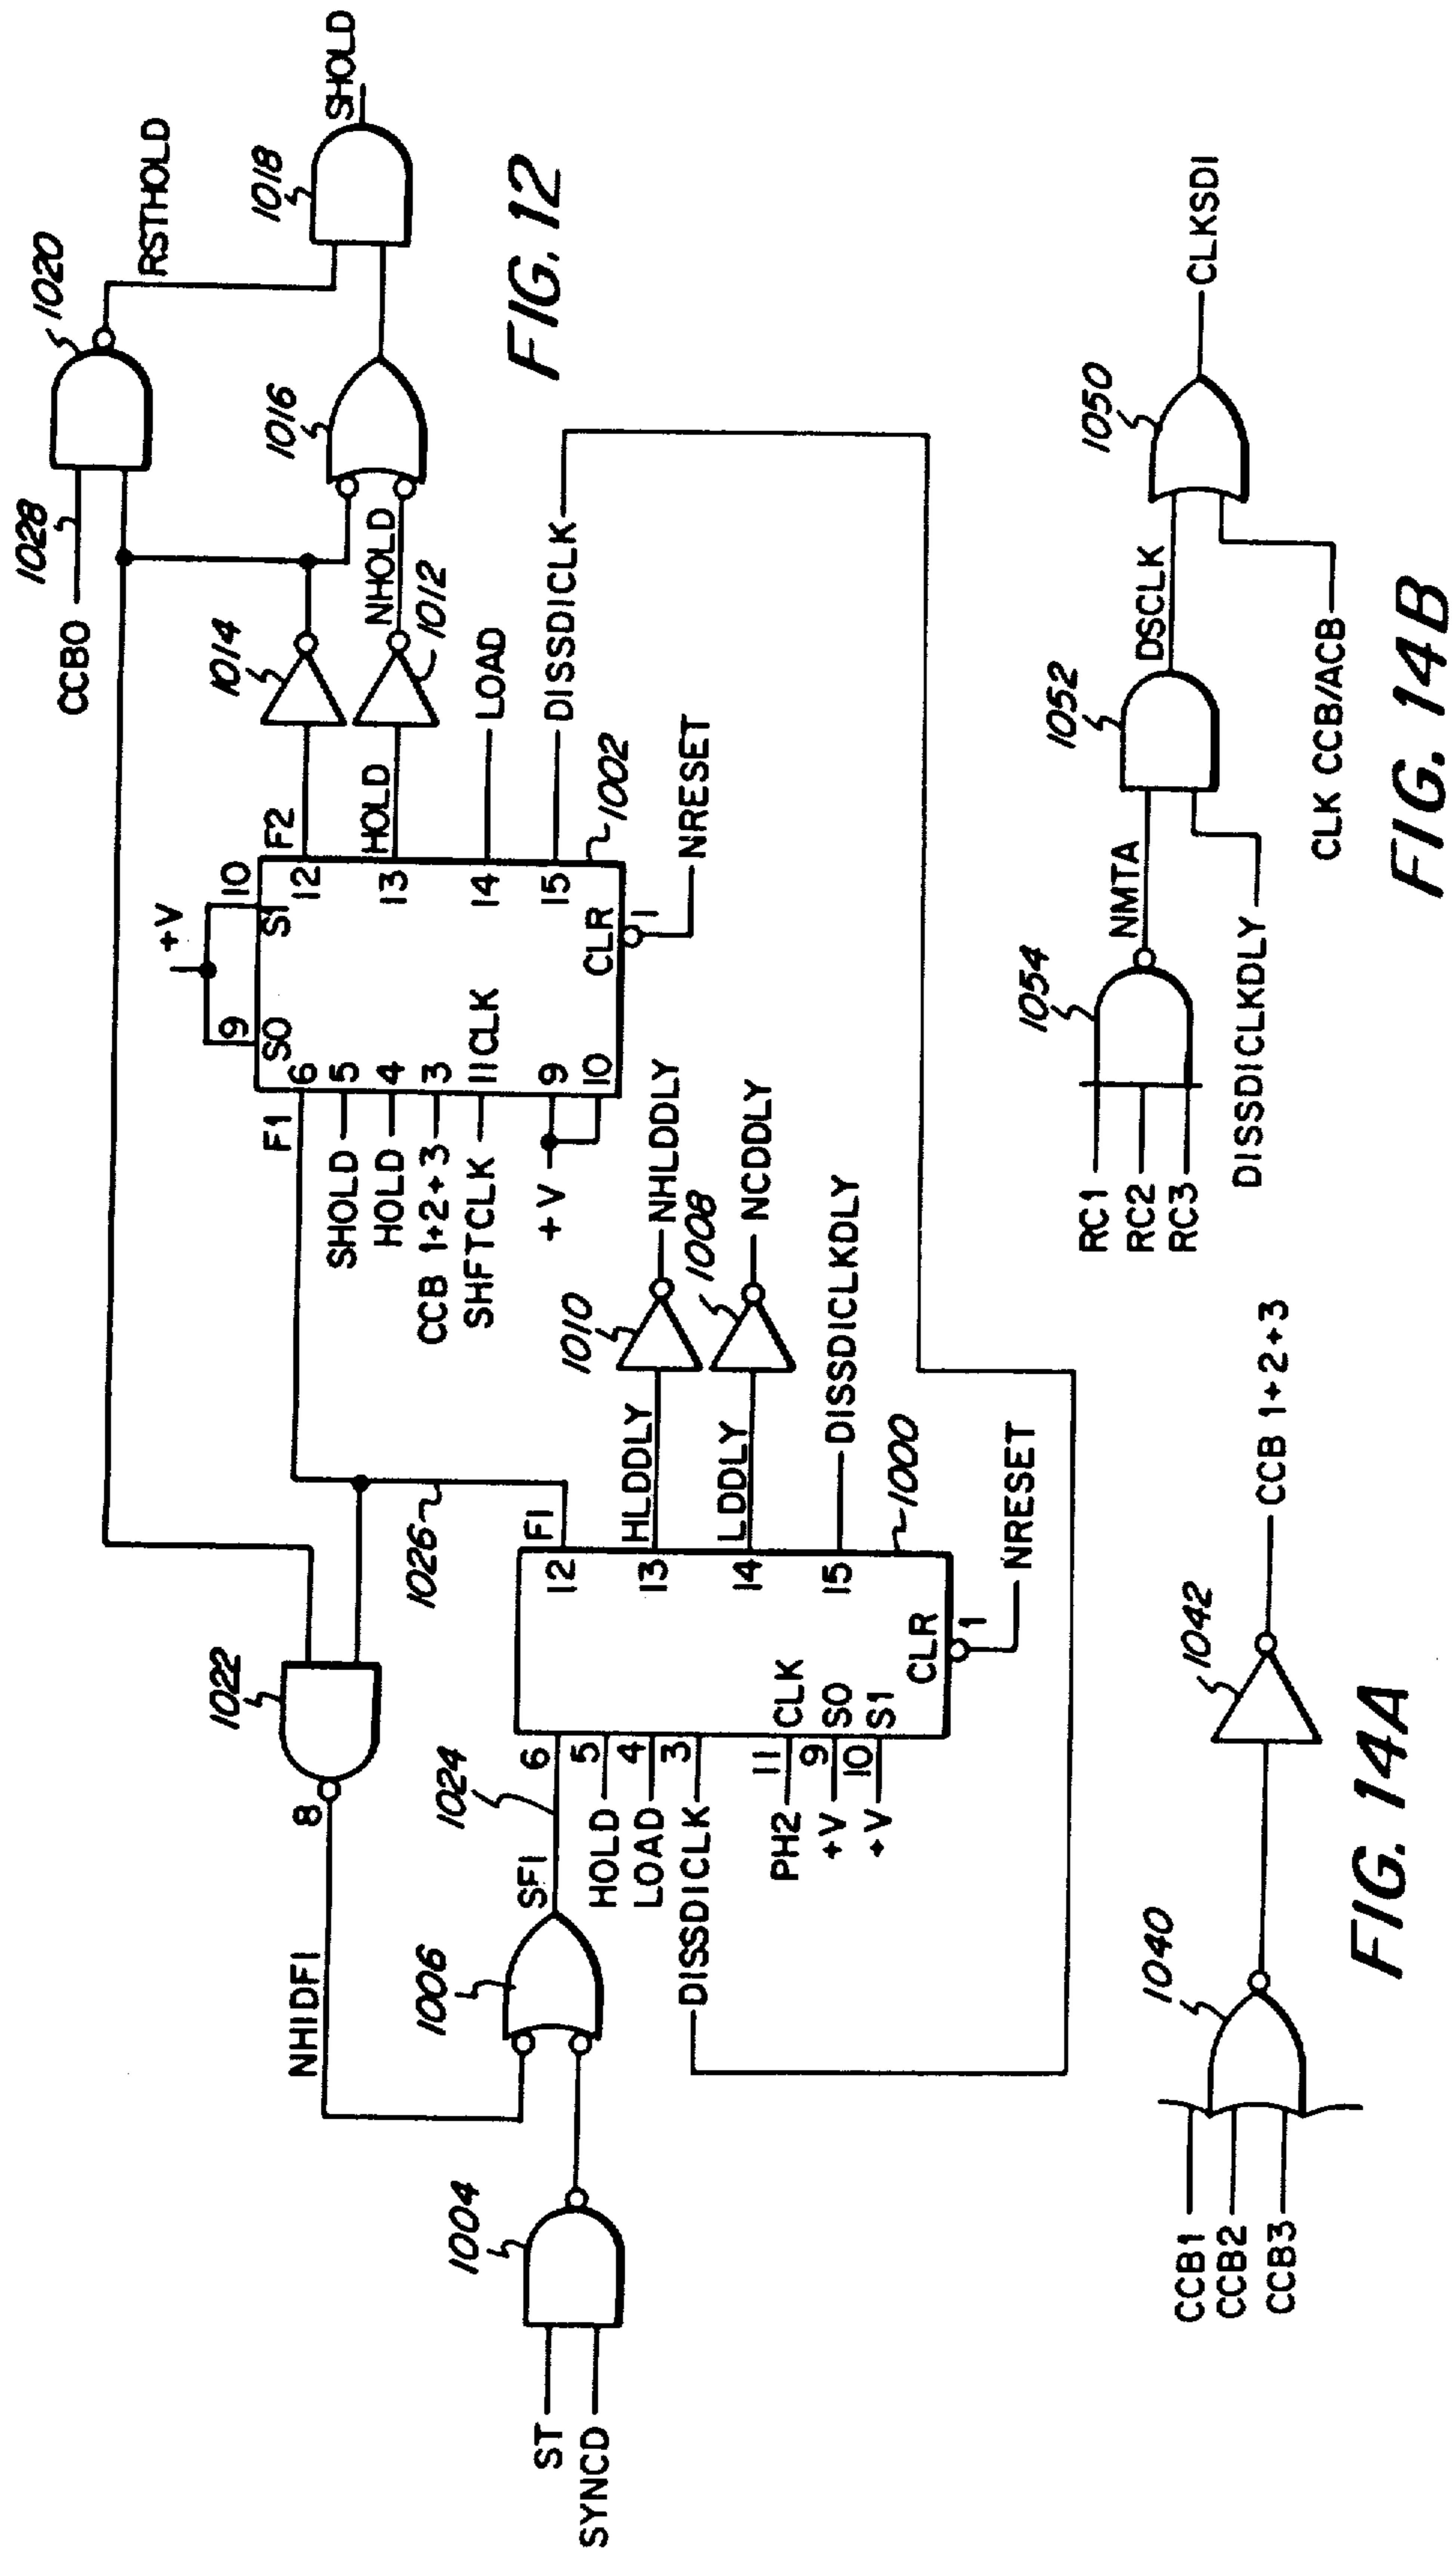 CCBO
1028
1020
RSTHOLD
1018
SHOLD
1014
1016
NHOLD
1012
+V
9
10
S0
S1
F1
6
12
F2
SHOLD
5
HOLD
4
13
HOLD
CCB 1+2+3
3
SHFTCLK
11 CLK
14
LOAD
+V
9
10
15
DISSDICLK
CLR
1
NRESET
1002
FIG. 12
1022
8
NHIDFI
1026
1004
ST
SYNCD
1006
SFI
1024
6
12
FI
HOLD
5
LOAD
4
DISSDICLK
3
13
HLDDLY
1010
NHLDDLY
14
LDDLY
1008
NCDDLY
PH2
11
CLK
+V
9
S0
+V
10
S1
15
DISSDICLKDLY
CLR
1
NRESET
1000
CCB1
CCB2
CCB3
1040
1042
CCB 1+2+3
FIG. 14A
RC1
RC2
RC3
1054
NMTA
DISSDICLKDLY
1052
DSCLK
CLK CCB/ACB
1050
CLKSDI
FIG. 14B